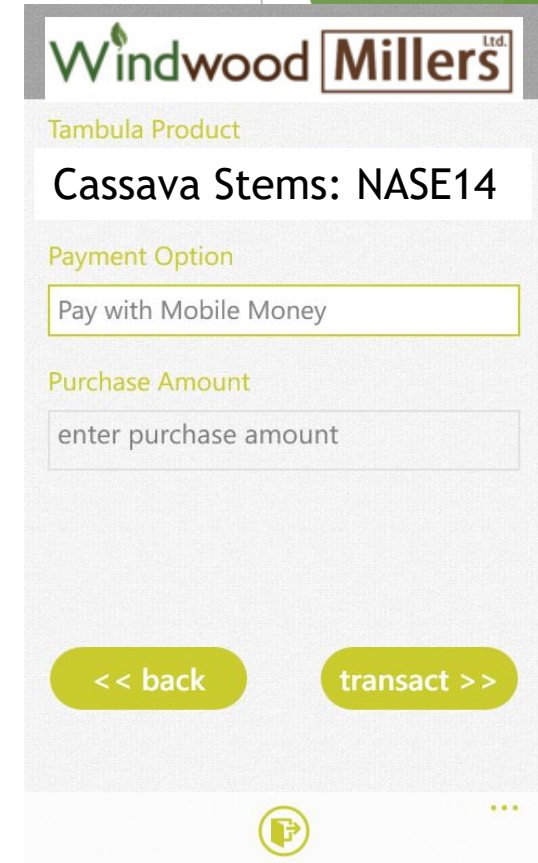 Windwood Millers Ltd.
Tambula Product
Cassava Stems: NASE14
Payment Option
Pay with Mobile Money
Purchase Amount
enter purchase amount
<< back
transact >>